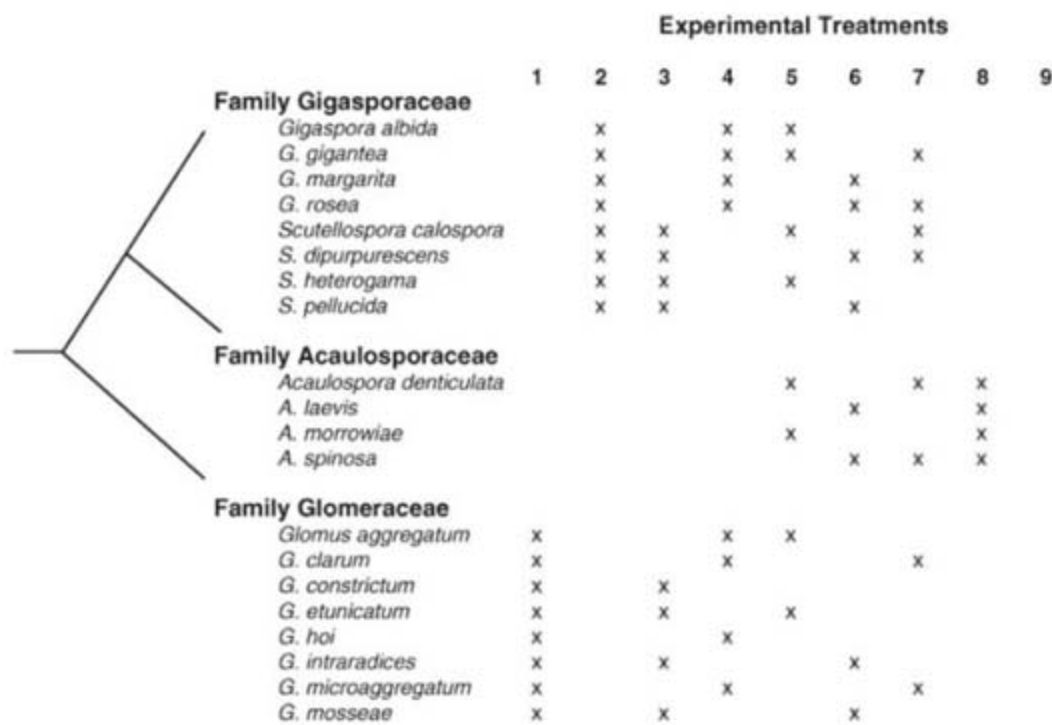 Experimental Treatments
1 2 3 4 5 6 7 8 9
Family Gigasporaceae
Gigaspora albida x x x
G. gigantea x x x x
G. margarita x x x
G. rosea x x x x
Scutellospora calospora x x x x
S. dipurpurescens x x x x
S. heterogama x x x
S. pellucida x x x
Family Acaulosporaceae
Acaulospora denticulata x x x
A. laevis x x
A. morrowiae x x
A. spinosa x x x
Family Glomeraceae
Glomus aggregatum x x x
G. clarum x x x
G. constrictum x x
G. etunicatum x x x
G. hoi x x
G. intraradices x x x
G. microaggregatum x x x
G. mosseae x x x